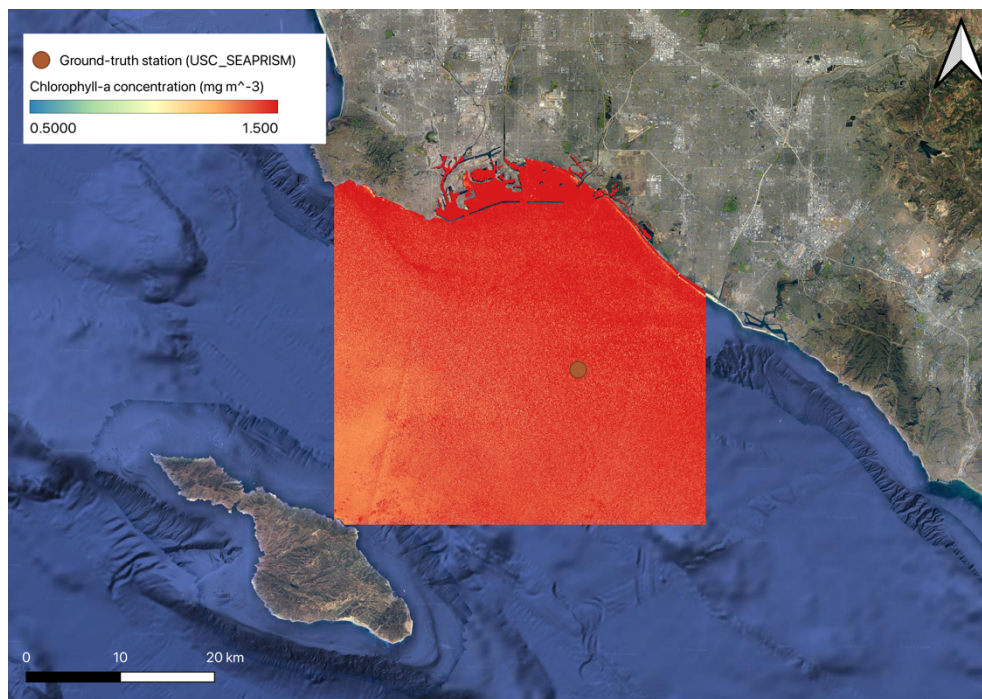 Ground-truth station (USC_SEAPRISM)
Chlorophyll-a concentration (mg m^-3)
0.5000 1.500
0 10 20 km